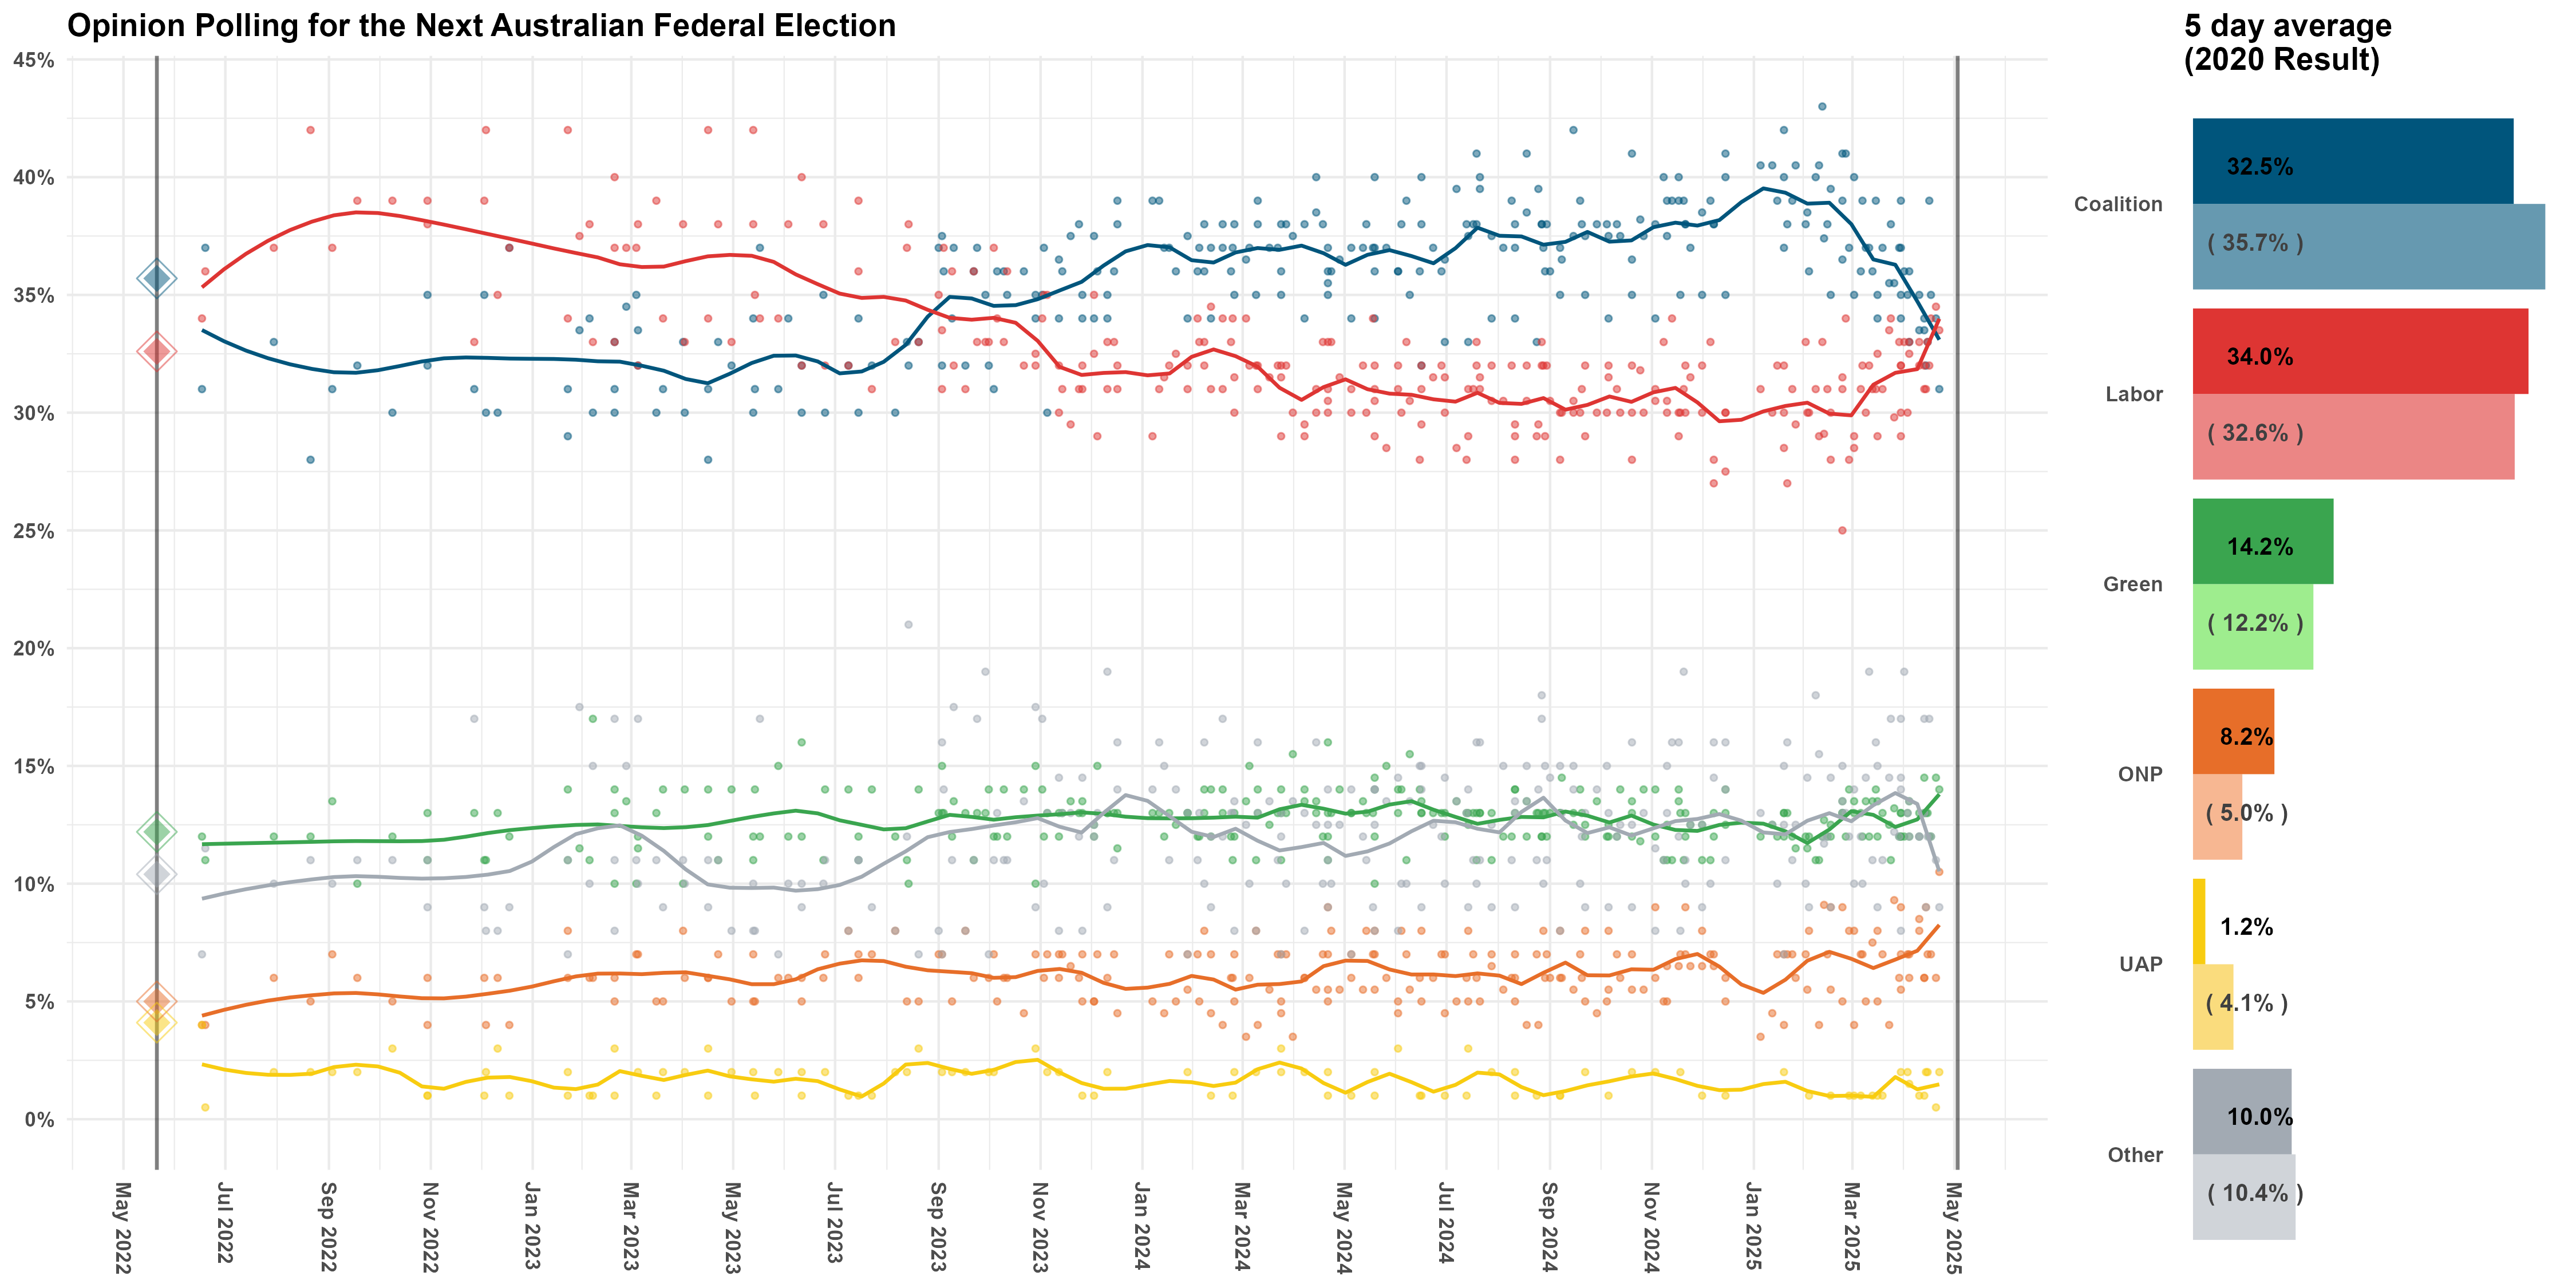 Opinion Polling for the Next Australian Federal Election
45%
40%
35%
30%
25%
20%
15%
10%
5%
0%
May 2022
Jul 2022
Sep 2022
Nov 2022
Jan 2023
Mar 2023
May 2023
Jul 2023
Sep 2023
Nov 2023
Jan 2024
Mar 2024
May 2024
Jul 2024
Sep 2024
Nov 2024
Jan 2025
Mar 2025
May 2025
5 day average
(2020 Result)
Coalition
32.5%
( 35.7% )
Labor
34.0%
( 32.6% )
Green
14.2%
( 12.2% )
ONP
8.2%
( 5.0% )
UAP
1.2%
( 4.1% )
Other
10.0%
( 10.4% )